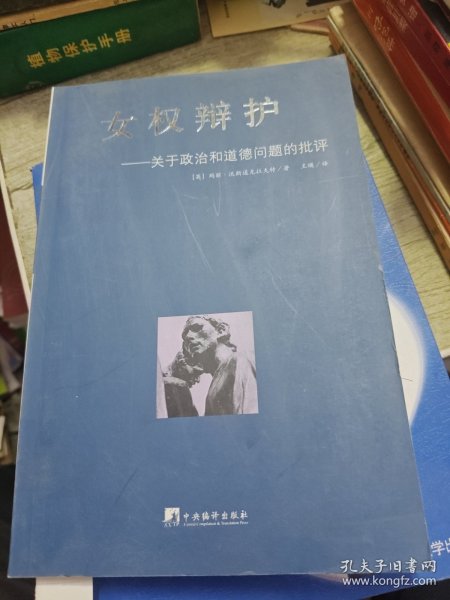 植物保护手册
女权辩护
——关于政治和道德问题的批评
[英] 玛丽·沃斯通克拉夫特 / 著 王瑛 / 译
中央编译出版社
Central Compilation & Translation Press
孔夫子旧书网
www.kongfz.com